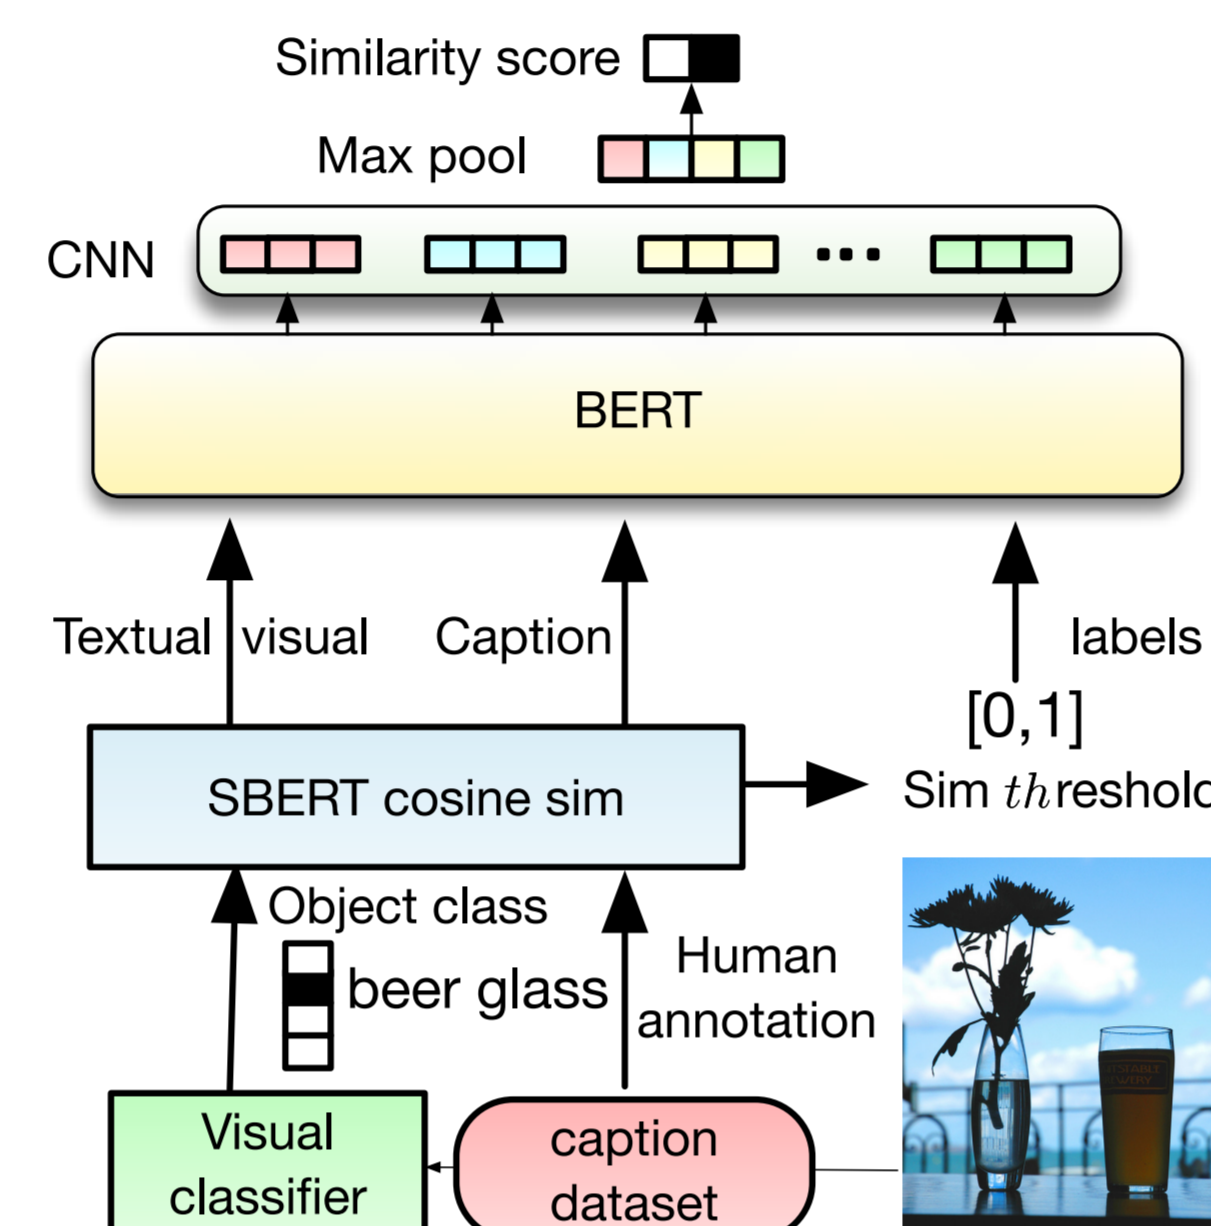 Similarity score
Max pool
CNN
BERT
Textual visual Caption labels
[0,1]
SBERT cosine sim
Sim threshold
Object class
beer glass
Human
annotation
Visual
classifier
caption
dataset